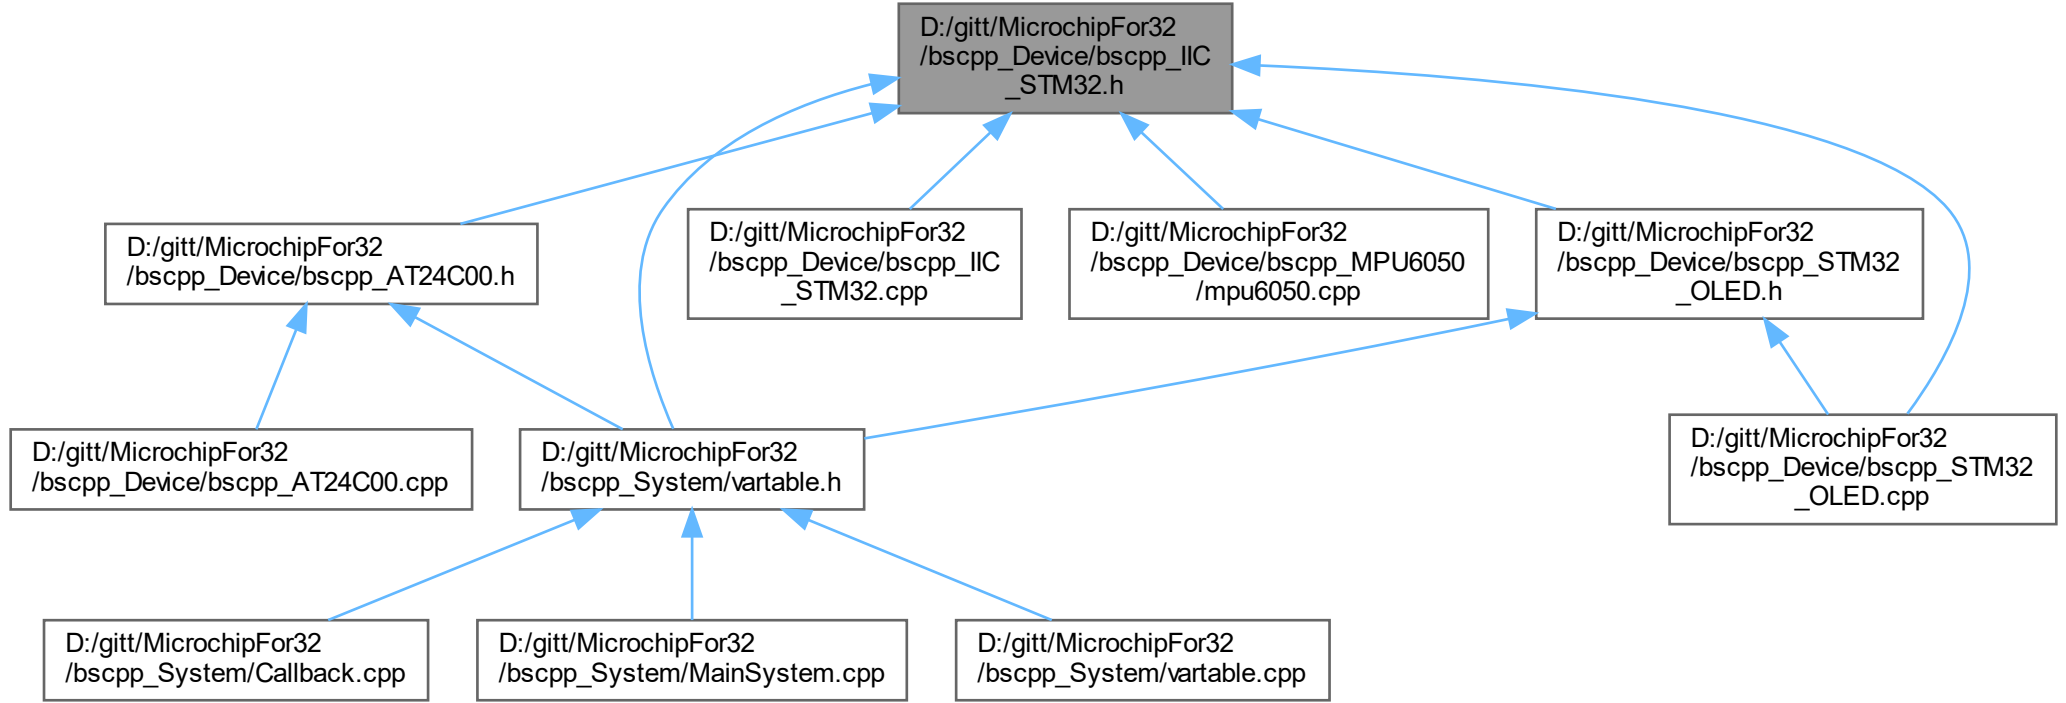 D:/gitt/MicrochipFor32
/bscpp_Device/bscpp_IIC
_STM32.h
D:/gitt/MicrochipFor32
/bscpp_Device/bscpp_AT24C00.h
D:/gitt/MicrochipFor32
/bscpp_Device/bscpp_IIC
_STM32.cpp
D:/gitt/MicrochipFor32
/bscpp_Device/bscpp_MPU6050
/mpu6050.cpp
D:/gitt/MicrochipFor32
/bscpp_Device/bscpp_STM32
_OLED.h
D:/gitt/MicrochipFor32
/bscpp_Device/bscpp_AT24C00.cpp
D:/gitt/MicrochipFor32
/bscpp_System/vartable.h
D:/gitt/MicrochipFor32
/bscpp_Device/bscpp_STM32
_OLED.cpp
D:/gitt/MicrochipFor32
/bscpp_System/Callback.cpp
D:/gitt/MicrochipFor32
/bscpp_System/MainSystem.cpp
D:/gitt/MicrochipFor32
/bscpp_System/vartable.cpp